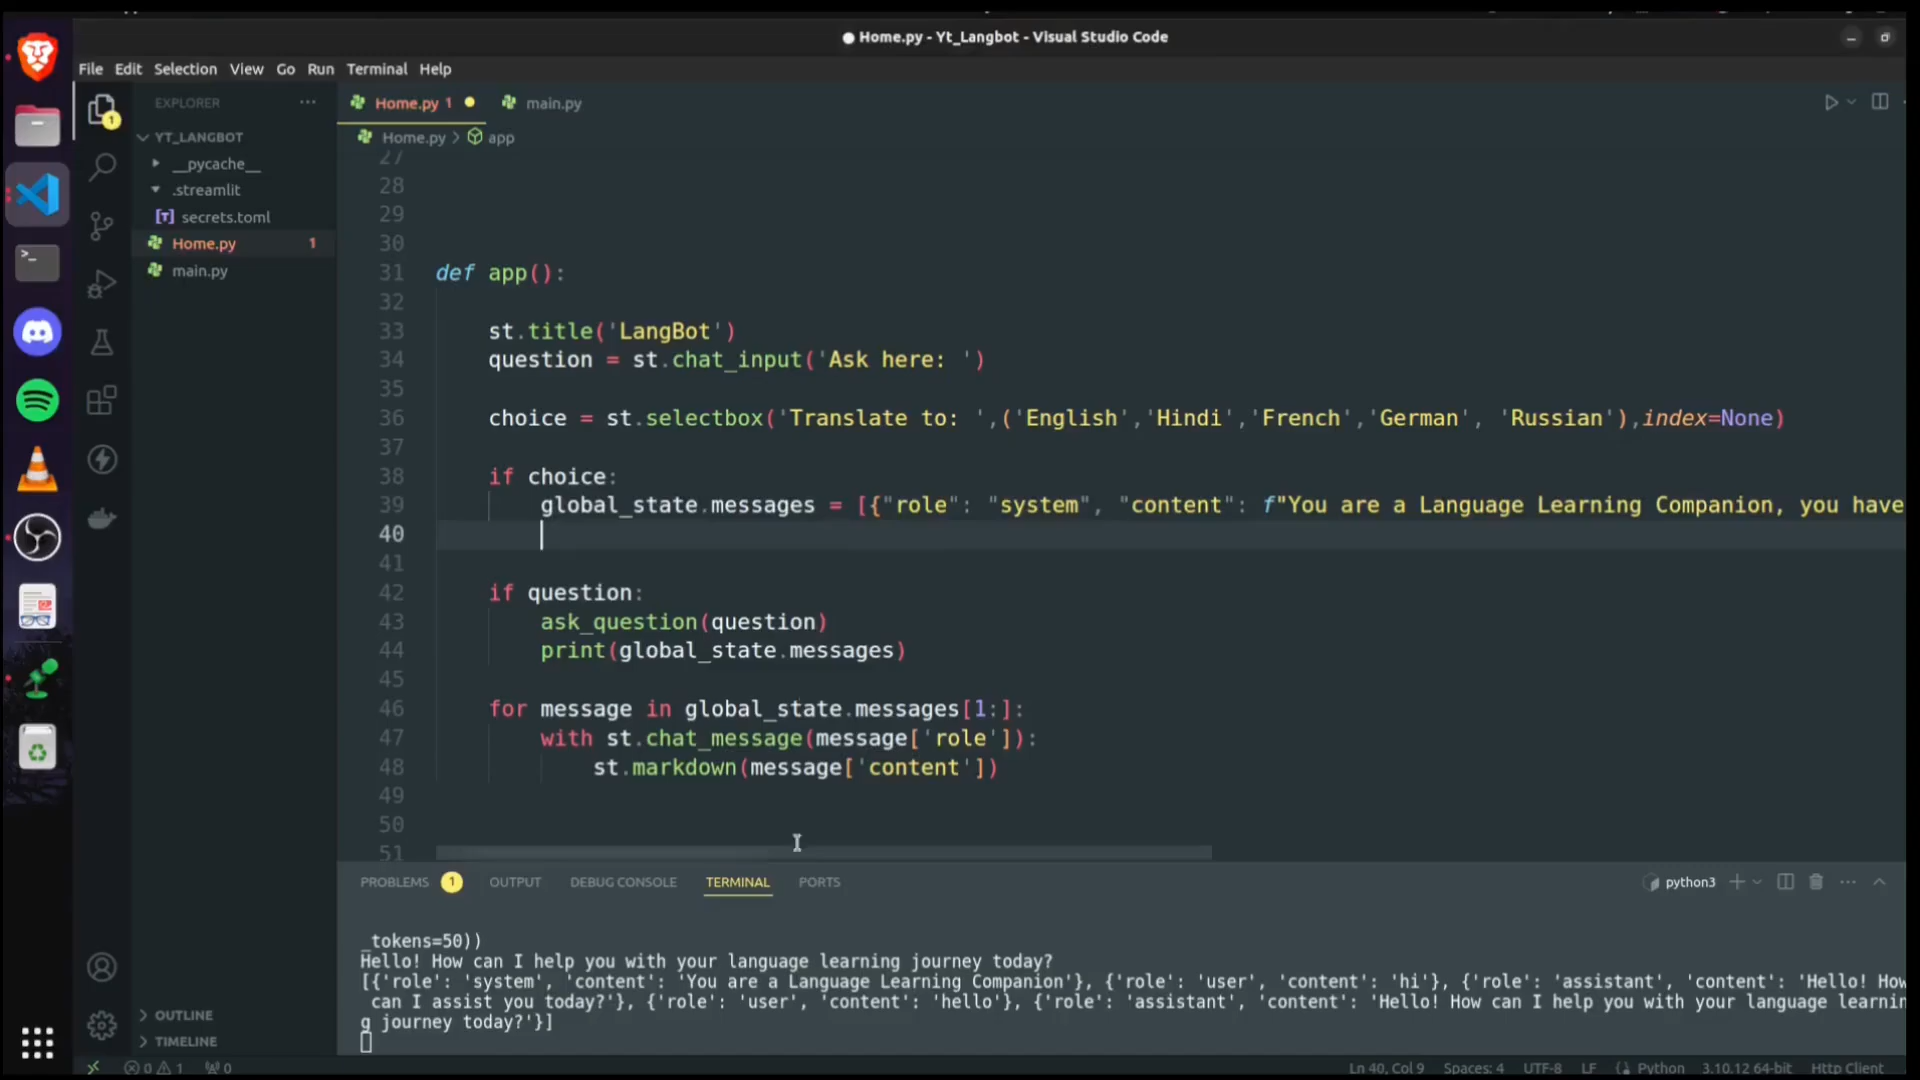 Home.py - Yt_Langbot - Visual Studio Code
File Edit Selection View Go Run Terminal Help
EXPLORER
YT_LANGBOT
__pycache__
.streamlit
[T] secrets.toml
Home.py 1
main.py
OUTLINE
TIMELINE
Home.py 1
main.py
Home.py > app
27
28
29
30
31 def app():
32
33 st.title('LangBot')
34 question = st.chat_input('Ask here: ')
35
36 choice = st.selectbox('Translate to: ',('English','Hindi','French','German', 'Russian'),index=None)
37
38 if choice:
39 global_state.messages = [{"role": "system", "content": f"You are a Language Learning Companion, you have
40
41
42 if question:
43 ask_question(question)
44 print(global_state.messages)
45
46 for message in global_state.messages[1:]:
47 with st.chat_message(message['role']):
48 st.markdown(message['content'])
49
50
51
PROBLEMS 1 OUTPUT DEBUG CONSOLE TERMINAL PORTS
python3
_tokens=50))
Hello! How can I help you with your language learning journey today?
[{'role': 'system', 'content': 'You are a Language Learning Companion'}, {'role': 'user', 'content': 'hi'}, {'role': 'assistant', 'content': 'Hello! How
can I assist you today?'}, {'role': 'user', 'content': 'hello'}, {'role': 'assistant', 'content': 'Hello! How can I help you with your language learnin
g journey today?'}]
0 1 0 Ln 40, Col 9 Spaces: 4 UTF-8 LF Python 3.10.12 64-bit Http Client